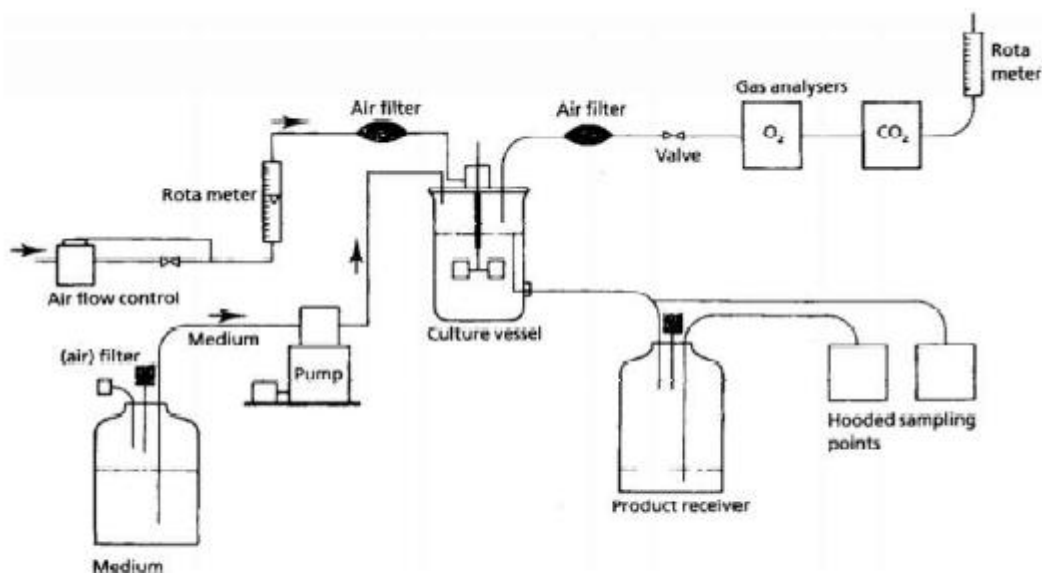 Rota
meter
Gas analysers
Air filter
Air filter
O₂
CO₂
Valve
Rota meter
Air flow control
Medium
Culture vessel
(air) filter
Pump
Hooded sampling
points
Product receiver
Medium